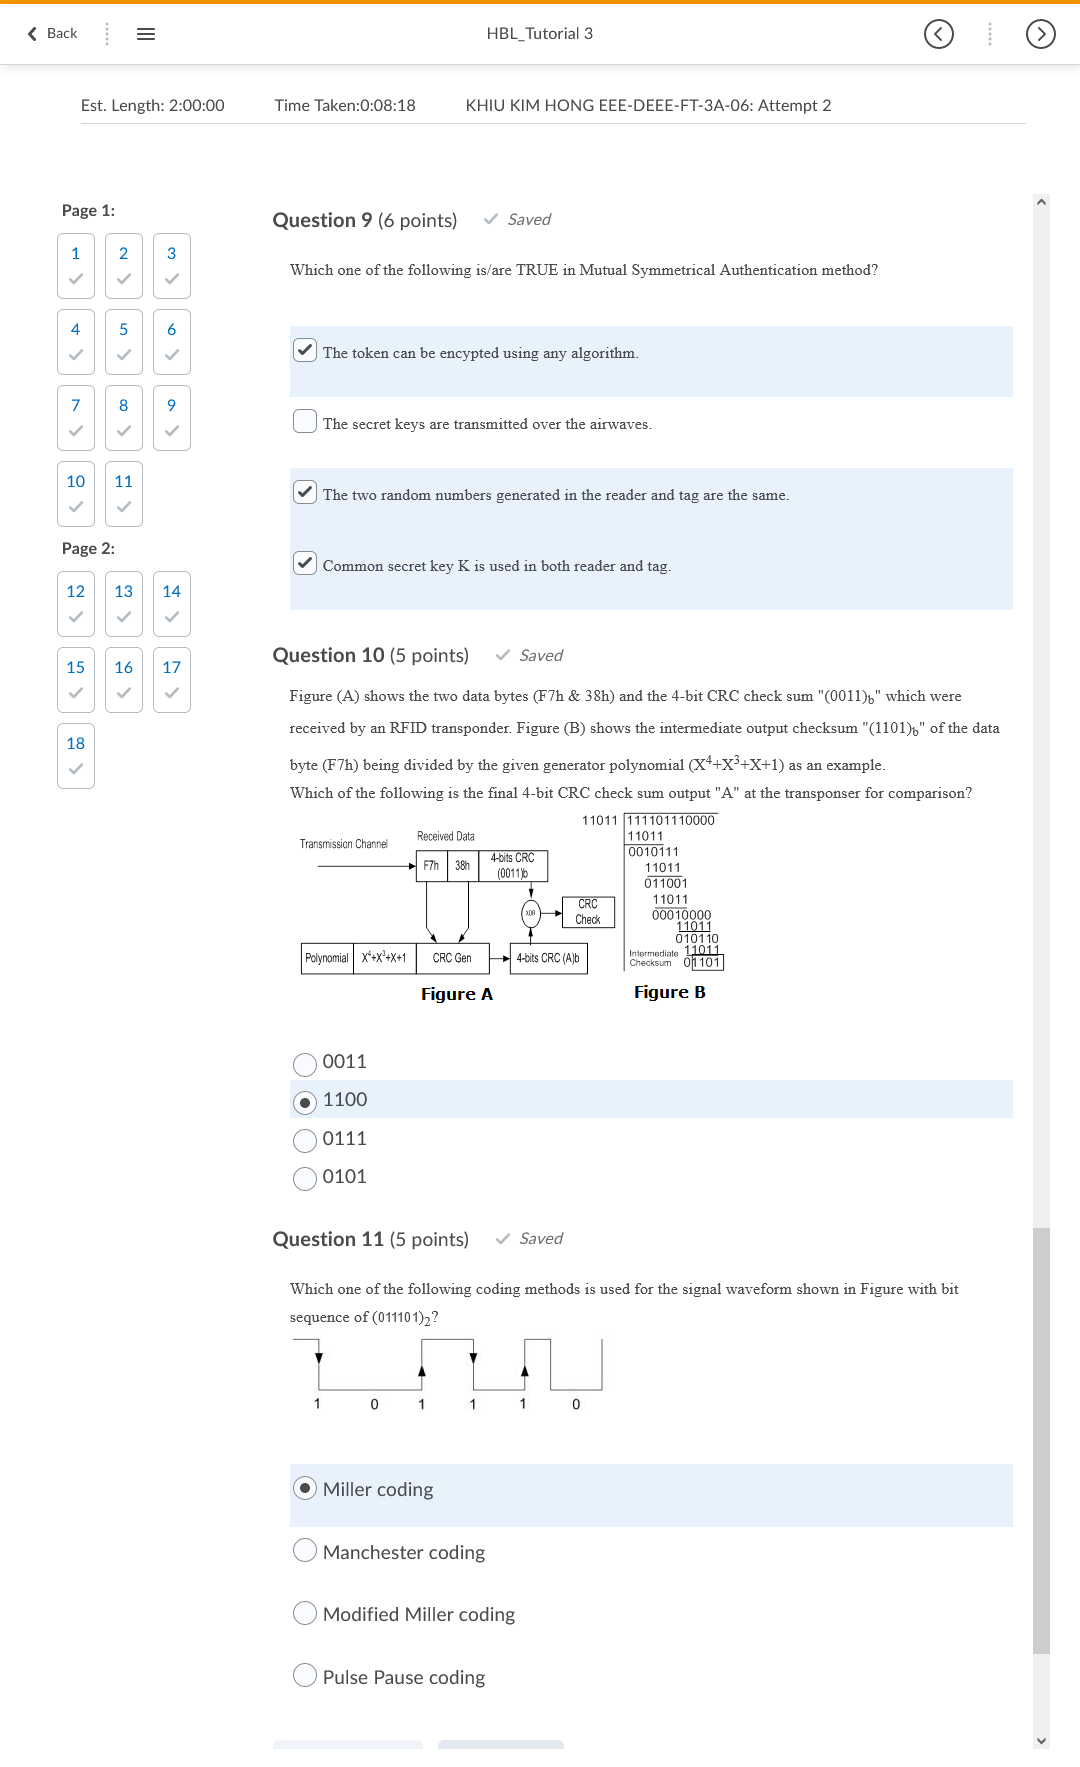 Back
HBL_Tutorial 3
Est. Length: 2:00:00 Time Taken:0:08:18 KHIU KIM HONG EEE-DEEE-FT-3A-06: Attempt 2
Page 1:
1 2 3
4 5 6
7 8 9
10 11
Page 2:
12 13 14
15 16 17
18
Question 9 (6 points) Saved
Which one of the following is/are TRUE in Mutual Symmetrical Authentication method?
The token can be encypted using any algorithm.
The secret keys are transmitted over the airwaves.
The two random numbers generated in the reader and tag are the same.
Common secret key K is used in both reader and tag.
Question 10 (5 points) Saved
Figure (A) shows the two data bytes (F7h & 38h) and the 4-bit CRC check sum "(0011)b" which were
received by an RFID transponder. Figure (B) shows the intermediate output checksum "(1101)b" of the data
byte (F7h) being divided by the given generator polynomial (X⁴+X³+X+1) as an example.
Which of the following is the final 4-bit CRC check sum output "A" at the transponser for comparison?
Transmission Channel
Received Data
F7h 38h 4-bits CRC
(0011)b
XOR
CRC
Check
Polynomial X⁴+X³+X+1 CRC Gen 4-bits CRC (A)b
Figure A
11011 111101110000
11011
0010111
11011
011001
11011
00010000
11011
010110
11011
Intermediate
Checksum 01101
Figure B
0011
1100
0111
0101
Question 11 (5 points) Saved
Which one of the following coding methods is used for the signal waveform shown in Figure with bit
sequence of (011101)₂?
1 0 1 1 1 0
Miller coding
Manchester coding
Modified Miller coding
Pulse Pause coding